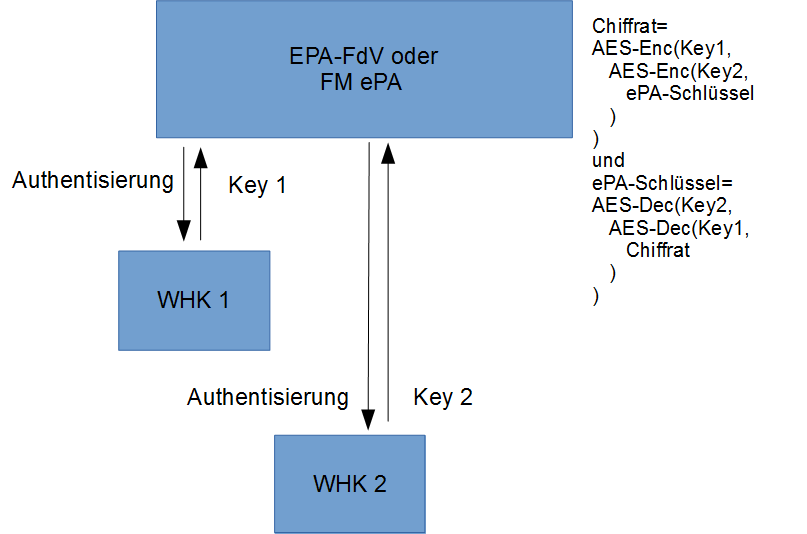 EPA-FdV oder
FM ePA
Chiffrat=
AES-Enc(Key1,
AES-Enc(Key2,
ePA-Schlüssel
)
)
und
ePA-Schlüssel=
AES-Dec(Key2,
AES-Dec(Key1,
Chiffrat
)
)
Authentisierung
Key 1
WHK 1
Authentisierung
Key 2
WHK 2